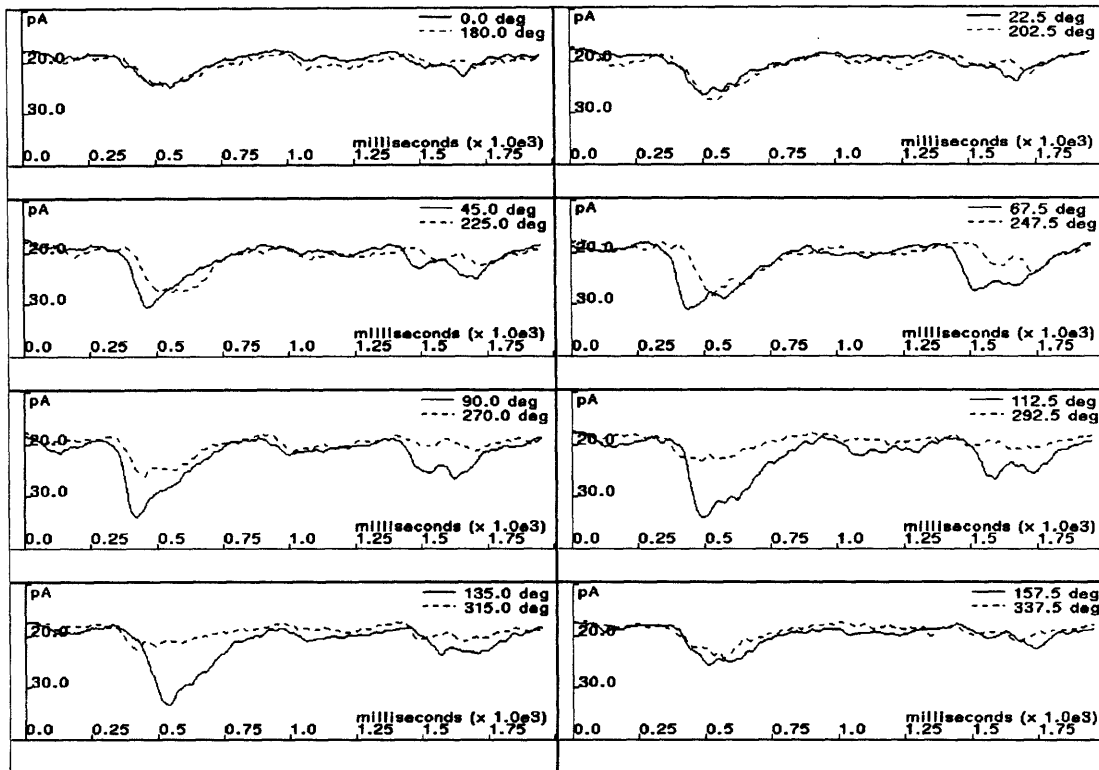 pA
0.0 deg
180.0 deg
20.0
30.0
milliseconds (x 1.0e3)
0.0 0.25 0.5 0.75 1.0 1.25 1.5 1.75
pA
22.5 deg
202.5 deg
20.0
30.0
milliseconds (x 1.0e3)
0.0 0.25 0.5 0.75 1.0 1.25 1.5 1.75
pA
45.0 deg
225.0 deg
20.0
30.0
milliseconds (x 1.0e3)
0.0 0.25 0.5 0.75 1.0 1.25 1.5 1.75
pA
67.5 deg
247.5 deg
20.0
30.0
milliseconds (x 1.0e3)
0.0 0.25 0.5 0.75 1.0 1.25 1.5 1.75
pA
90.0 deg
270.0 deg
20.0
30.0
milliseconds (x 1.0e3)
0.0 0.25 0.5 0.75 1.0 1.25 1.5 1.75
pA
112.5 deg
292.5 deg
20.0
30.0
milliseconds (x 1.0e3)
0.0 0.25 0.5 0.75 1.0 1.25 1.5 1.75
pA
135.0 deg
315.0 deg
20.0
30.0
milliseconds (x 1.0e3)
0.0 0.25 0.5 0.75 1.0 1.25 1.5 1.75
pA
157.5 deg
337.5 deg
20.0
30.0
milliseconds (x 1.0e3)
0.0 0.25 0.5 0.75 1.0 1.25 1.5 1.75